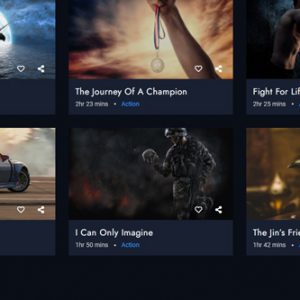 The Journey Of A Champion
2hr 23 mins • Action
Fight For Lif
2hr 25 mins •
I Can Only Imagine
1hr 50 mins • Action
The Jin's Frie
1hr 42 mins •